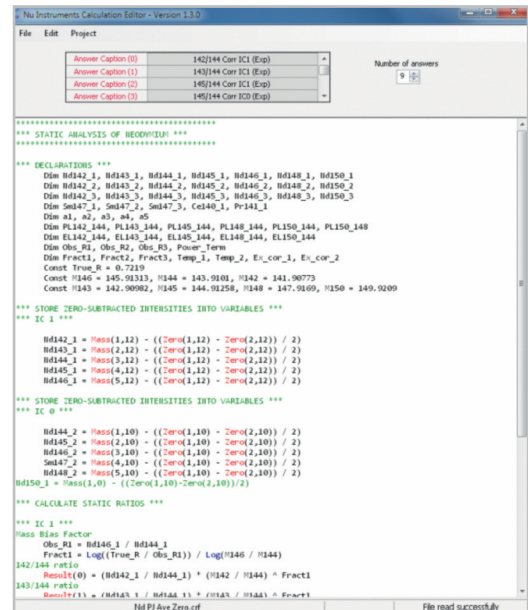 Nu Instruments Calculation Editor - Version 1.3.0
File Edit Project
Answer Caption (0) 142/144 Corr IC1 (Exp)
Answer Caption (1) 143/144 Corr IC1 (Exp)
Answer Caption (2) 145/144 Corr IC1 (Exp)
Answer Caption (3) 145/144 Corr IC0 (Exp)
Number of answers
9
*** STATIC ANALYSIS OF NEODYMIUM ***
*** DECLARATIONS ***
Dim Nd142_1, Nd143_1, Nd144_1, Nd145_1, Nd146_1, Nd148_1, Nd150_1
Dim Nd142_2, Nd143_2, Nd144_2, Nd145_2, Nd146_2, Nd148_2, Nd150_2
Dim Nd142_3, Nd143_3, Nd144_3, Nd145_3, Nd146_3, Nd148_3, Nd150_3
Dim Sm147_1, Sm147_2, Sm147_3, Ce140_1, Pr141_1
Dim a1, a2, a3, a4, a5
Dim PL142_144, PL143_144, PL145_144, PL148_144, PL150_144, PL150_148
Dim EL142_144, EL143_144, EL145_144, EL148_144, EL150_144
Dim Obs_R1, Obs_R2, Obs_R3, Power_Term
Dim Fract1, Fract2, Fract3, Temp_1, Temp_2, Ex_cor_1, Ex_cor_2
Const True_R = 0.7219
Const M146 = 145.91313, M144 = 143.9101, M142 = 141.90773
Const M143 = 142.90982, M145 = 144.91258, M148 = 147.9169, M150 = 149.9209
*** STORE ZERO-SUBTRACTED INTENSITIES INTO VARIABLES ***
*** IC 1 ***
Nd142_1 = Mass(1,12) - ((Zero(1,12) - Zero(2,12)) / 2)
Nd143_1 = Mass(2,12) - ((Zero(1,12) - Zero(2,12)) / 2)
Nd144_1 = Mass(3,12) - ((Zero(1,12) - Zero(2,12)) / 2)
Nd145_1 = Mass(4,12) - ((Zero(1,12) - Zero(2,12)) / 2)
Nd146_1 = Mass(5,12) - ((Zero(1,12) - Zero(2,12)) / 2)
*** STORE ZERO-SUBTRACTED INTENSITIES INTO VARIABLES ***
*** IC 0 ***
Nd144_2 = Mass(1,10) - ((Zero(1,10) - Zero(2,10)) / 2)
Nd145_2 = Mass(2,10) - ((Zero(1,10) - Zero(2,10)) / 2)
Nd146_2 = Mass(3,10) - ((Zero(1,10) - Zero(2,10)) / 2)
Sm147_2 = Mass(4,10) - ((Zero(1,10) - Zero(2,10)) / 2)
Nd148_2 = Mass(5,10) - ((Zero(1,10) - Zero(2,10)) / 2)
Nd150_1 = Mass(1,0) - ((Zero(1,10)-Zero(2,10))/2)
*** CALCULATE STATIC RATIOS ***
*** IC 1 ***
Mass Bias Factor
Obs_R1 = Nd146_1 / Nd144_1
Fract1 = Log((True_R / Obs_R1)) / Log(M146 / M144)
142/144 ratio
Result(0) = (Nd142_1 / Nd144_1) * (M142 / M144) ^ Fract1
143/144 ratio
Result(1) = (Nd143_1 / Nd144_1) * (M143 / M144) ^ Fract1
Nd PJ Ave Zero.crf
File read successfully